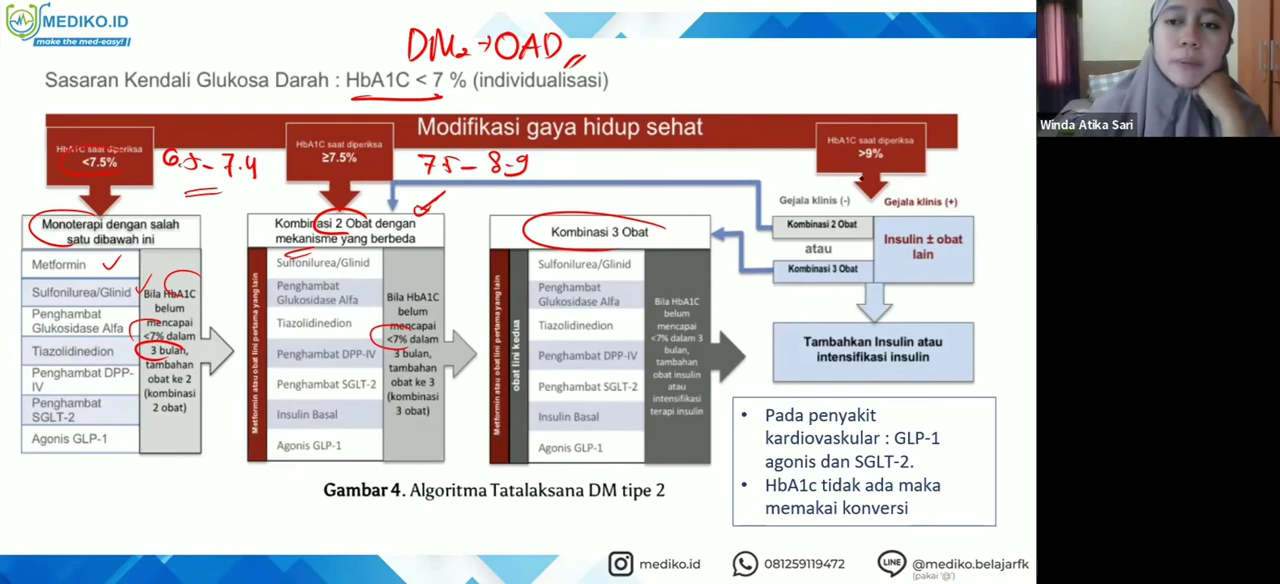 MEDIKO.ID
make the med-easy!
DM2 → OAD
Sasaran Kendali Glukosa Darah : HbA1C < 7 % (individualisasi)
Modifikasi gaya hidup sehat
HbA1C saat diperiksa
<7.5%
6.5 - 7.4
HbA1C saat diperiksa
≥7.5%
7.5 - 8.9
HbA1C saat diperiksa
>9%
Monoterapi dengan salah
satu dibawah ini
Metformin
Sulfonilurea/Glinid
Penghambat
Glukosidase Alfa
Tiazolidinedion
Penghambat DPP-
IV
Penghambat
SGLT-2
Agonis GLP-1
Bila HbA1C
belum
mencapai
<7% dalam
3 bulan,
tambahan
obat ke 2
(kombinasi
2 obat)
Kombinasi 2 Obat dengan
mekanisme yang berbeda
Metformin atau obat lini pertama yang lain
Sulfonilurea/Glinid
Penghambat
Glukosidase Alfa
Tiazolidinedion
Penghambat DPP-IV
Penghambat SGLT-2
Insulin Basal
Agonis GLP-1
Bila HbA1C
belum
mencapai
<7% dalam
3 bulan,
tambahan
obat ke 3
(kombinasi
3 obat)
Kombinasi 3 Obat
Metformin atau obat lini pertama yang lain
obat lini kedua
Sulfonilurea/Glinid
Penghambat
Glukosidase Alfa
Tiazolidinedion
Penghambat DPP-IV
Penghambat SGLT-2
Insulin Basal
Agonis GLP-1
Bila HbA1C
belum
mencapai
<7% dalam 3
bulan,
tambahan
obat insulin
atau
intensifikasi
terapi insulin
Gejala klinis (-)
Gejala klinis (+)
Kombinasi 2 Obat
atau
Kombinasi 3 Obat
Insulin ± obat
lain
Tambahkan Insulin atau
intensifikasi insulin
• Pada penyakit
kardiovaskular : GLP-1
agonis dan SGLT-2.
• HbA1c tidak ada maka
memakai konversi
Gambar 4. Algoritma Tatalaksana DM tipe 2
mediko.id
081259119472
LINE
@mediko.belajarfk
(pakai '@')
Winda Atika Sari